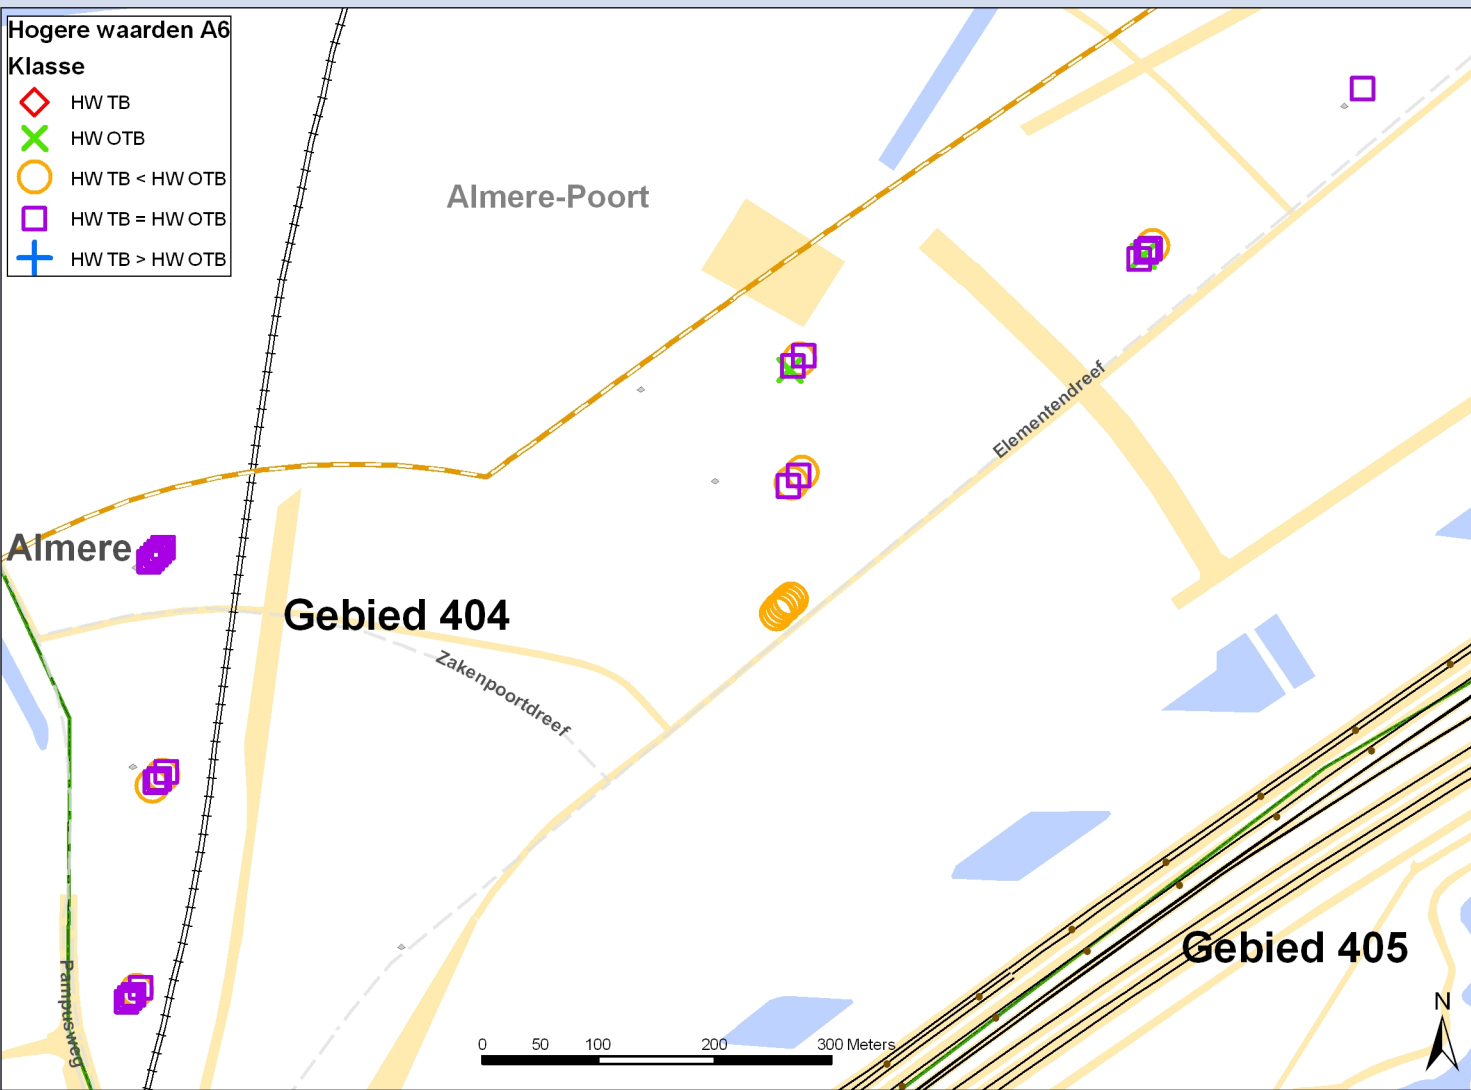 Hogere waarden A6
Klasse
HW TB
HW OTB
HW TB < HW OTB
HW TB = HW OTB
HW TB > HW OTB
Almere-Poort
Elementendreef
Almere
Gebied 404
Zakenpoortdreef
Gebied 405
Pampusweg
N
0 50 100 200 300 Meters